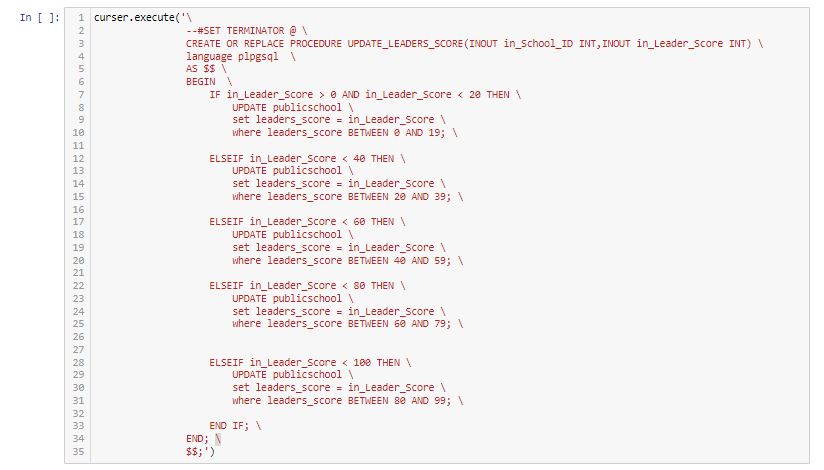 In [ ]:
1 curser.execute('\
2 --#SET TERMINATOR @ \
3 CREATE OR REPLACE PROCEDURE UPDATE_LEADERS_SCORE(INOUT in_School_ID INT,INOUT in_Leader_Score INT) \
4 language plpgsql \
5 AS $$ \
6 BEGIN \
7 IF in_Leader_Score > 0 AND in_Leader_Score < 20 THEN \
8 UPDATE publicschool \
9 set leaders_score = in_Leader_Score \
10 where leaders_score BETWEEN 0 AND 19; \
11
12 ELSEIF in_Leader_Score < 40 THEN \
13 UPDATE publicschool \
14 set leaders_score = in_Leader_Score \
15 where leaders_score BETWEEN 20 AND 39; \
16
17 ELSEIF in_Leader_Score < 60 THEN \
18 UPDATE publicschool \
19 set leaders_score = in_Leader_Score \
20 where leaders_score BETWEEN 40 AND 59; \
21
22 ELSEIF in_Leader_Score < 80 THEN \
23 UPDATE publicschool \
24 set leaders_score = in_Leader_Score \
25 where leaders_score BETWEEN 60 AND 79; \
26
27
28 ELSEIF in_Leader_Score < 100 THEN \
29 UPDATE publicschool \
30 set leaders_score = in_Leader_Score \
31 where leaders_score BETWEEN 80 AND 99; \
32
33 END IF; \
34 END; \
35 $$;')